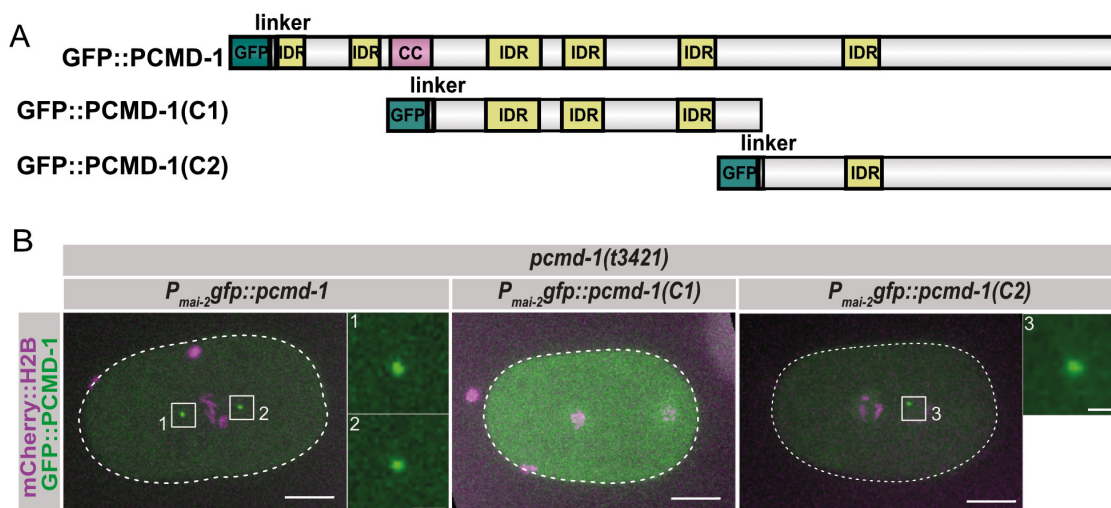 A
linker
GFP::PCMD-1
GFP IDR IDR CC IDR IDR IDR IDR
linker
GFP::PCMD-1(C1)
GFP IDR IDR IDR
linker
GFP::PCMD-1(C2)
GFP IDR
B
pcmd-1(t3421)
Pmai-2gfp::pcmd-1
Pmai-2gfp::pcmd-1(C1)
Pmai-2gfp::pcmd-1(C2)
mCherry::H2B
GFP::PCMD-1
1
2
1
2
3
3